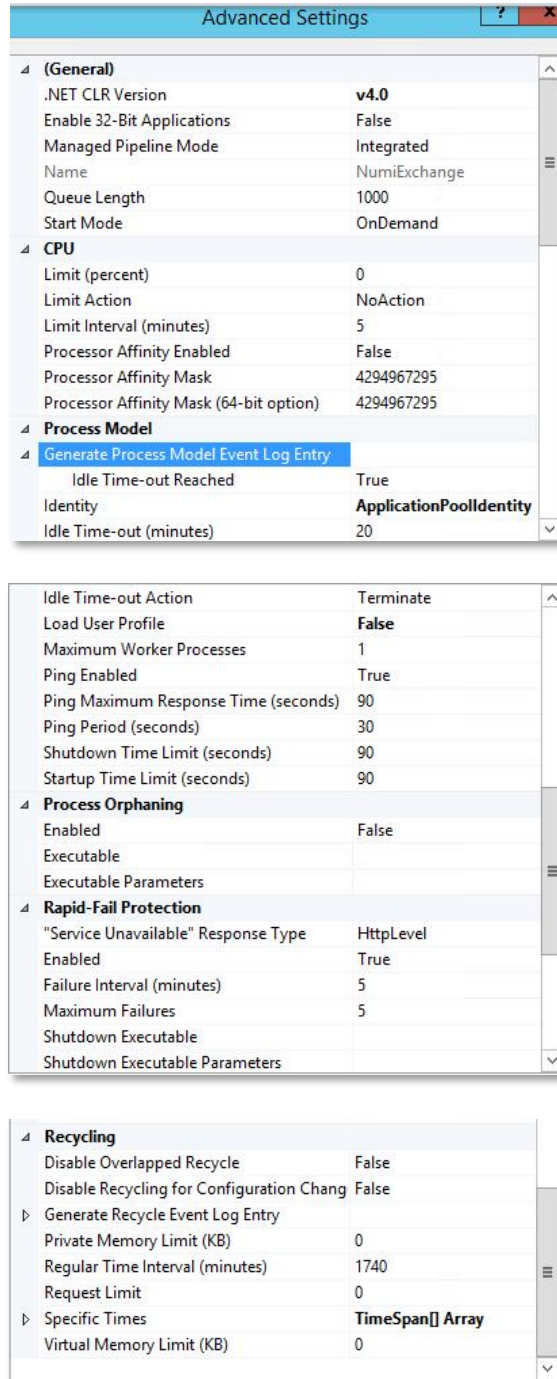 Advanced Settings
? x
(General)
.NET CLR Version v4.0
Enable 32-Bit Applications False
Managed Pipeline Mode Integrated
Name NumiExchange
Queue Length 1000
Start Mode OnDemand
CPU
Limit (percent) 0
Limit Action NoAction
Limit Interval (minutes) 5
Processor Affinity Enabled False
Processor Affinity Mask 4294967295
Processor Affinity Mask (64-bit option) 4294967295
Process Model
Generate Process Model Event Log Entry
Idle Time-out Reached True
Identity ApplicationPoolIdentity
Idle Time-out (minutes) 20
Idle Time-out Action Terminate
Load User Profile False
Maximum Worker Processes 1
Ping Enabled True
Ping Maximum Response Time (seconds) 90
Ping Period (seconds) 30
Shutdown Time Limit (seconds) 90
Startup Time Limit (seconds) 90
Process Orphaning
Enabled False
Executable
Executable Parameters
Rapid-Fail Protection
"Service Unavailable" Response Type HttpLevel
Enabled True
Failure Interval (minutes) 5
Maximum Failures 5
Shutdown Executable
Shutdown Executable Parameters
Recycling
Disable Overlapped Recycle False
Disable Recycling for Configuration Chang False
Generate Recycle Event Log Entry
Private Memory Limit (KB) 0
Regular Time Interval (minutes) 1740
Request Limit 0
Specific Times TimeSpan[] Array
Virtual Memory Limit (KB) 0